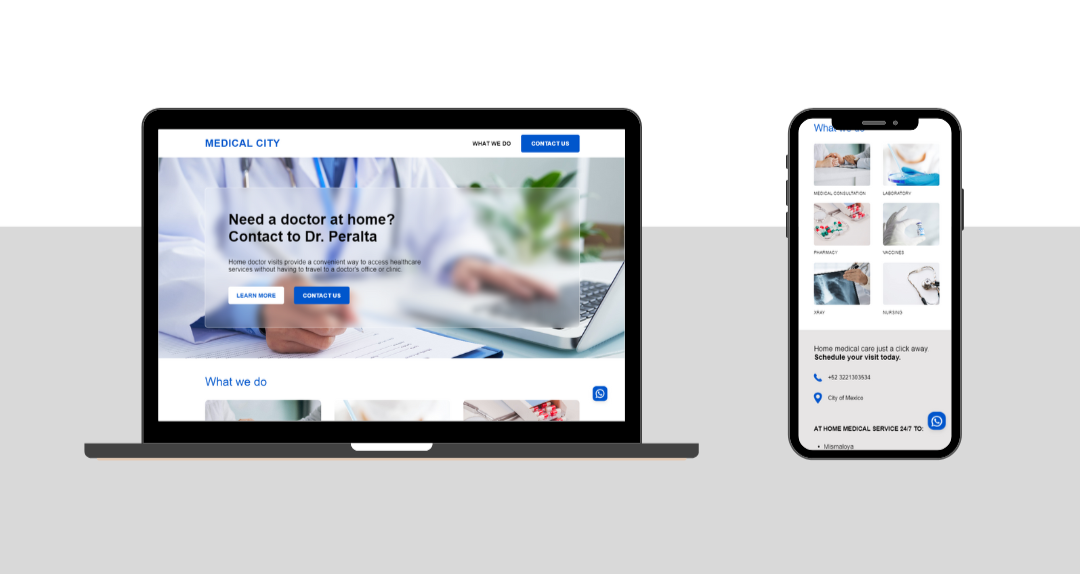 MEDICAL CITY
WHAT WE DO
CONTACT US
Need a doctor at home?
Contact to Dr. Peralta
Home doctor visits provide a convenient way to access healthcare
services without having to travel to a doctor's office or clinic.
LEARN MORE
CONTACT US
What we do
What we do
MEDICAL CONSULTATION
LABORATORY
PHARMACY
VACCINES
XRAY
NURSING
Home medical care just a click away.
Schedule your visit today.
+52 3221303634
City of Mexico
AT HOME MEDICAL SERVICE 24/7 TO:
• Mismaloya